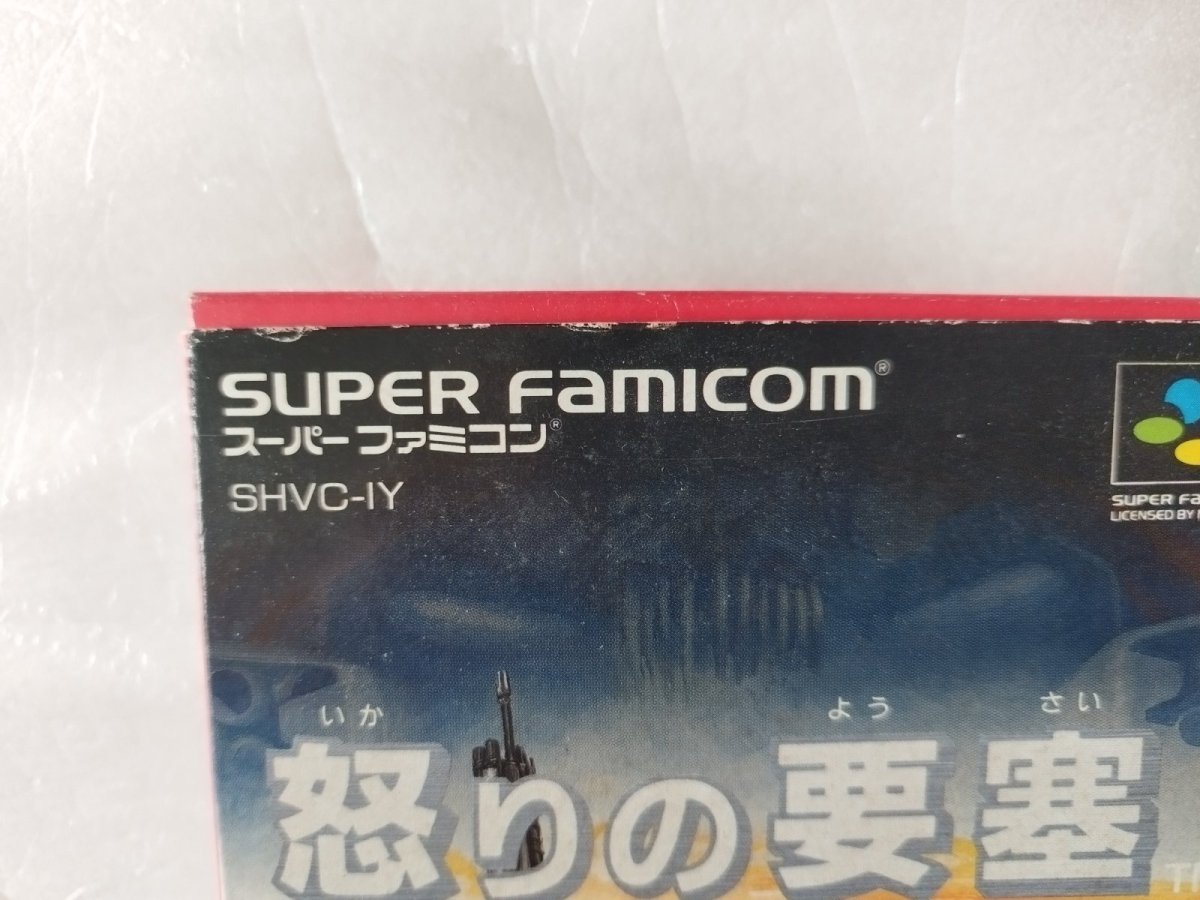 SUPER FAMICOM®
スーパーファミコン®
SHVC-IY
SUPER
LICENSED BY
いか よう さい
怒りの要塞